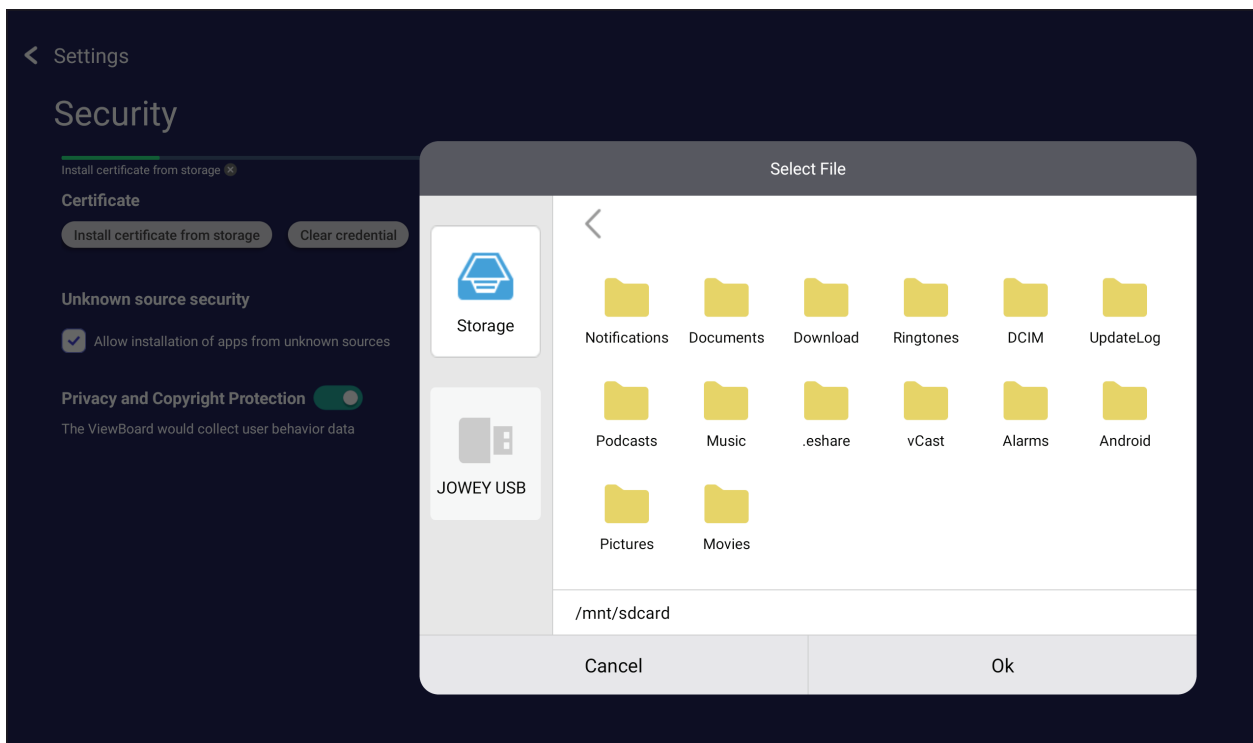 Settings
Security
Install certificate from storage
Certificate
Install certificate from storage Clear credential
Unknown source security
Allow installation of apps from unknown sources
Privacy and Copyright Protection
The ViewBoard would collect user behavior data
Select File
Storage
JOWEY USB
Notifications Documents Download Ringtones DCIM UpdateLog
Podcasts Music .eshare vCast Alarms Android
Pictures Movies
/mnt/sdcard
Cancel Ok